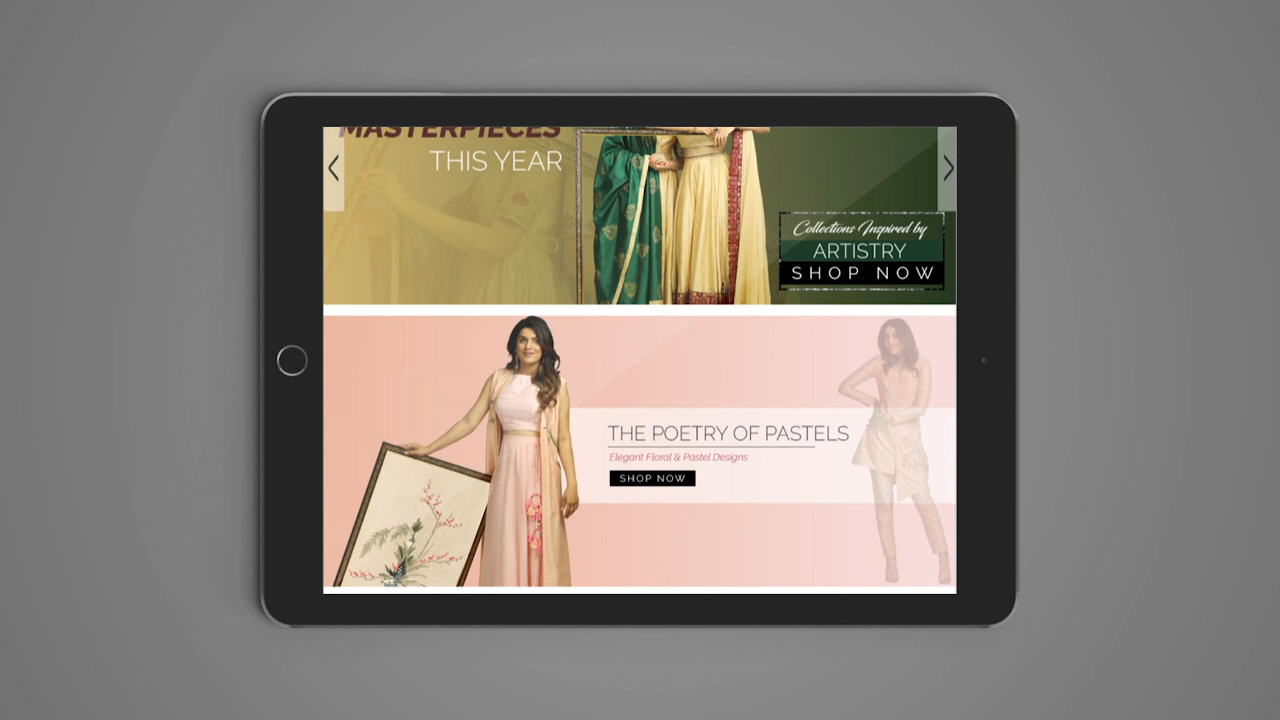 MASTERPIECES
THIS YEAR
Collections Inspired by
ARTISTRY
SHOP NOW
THE POETRY OF PASTELS
Elegant Floral & Pastel Designs
SHOP NOW